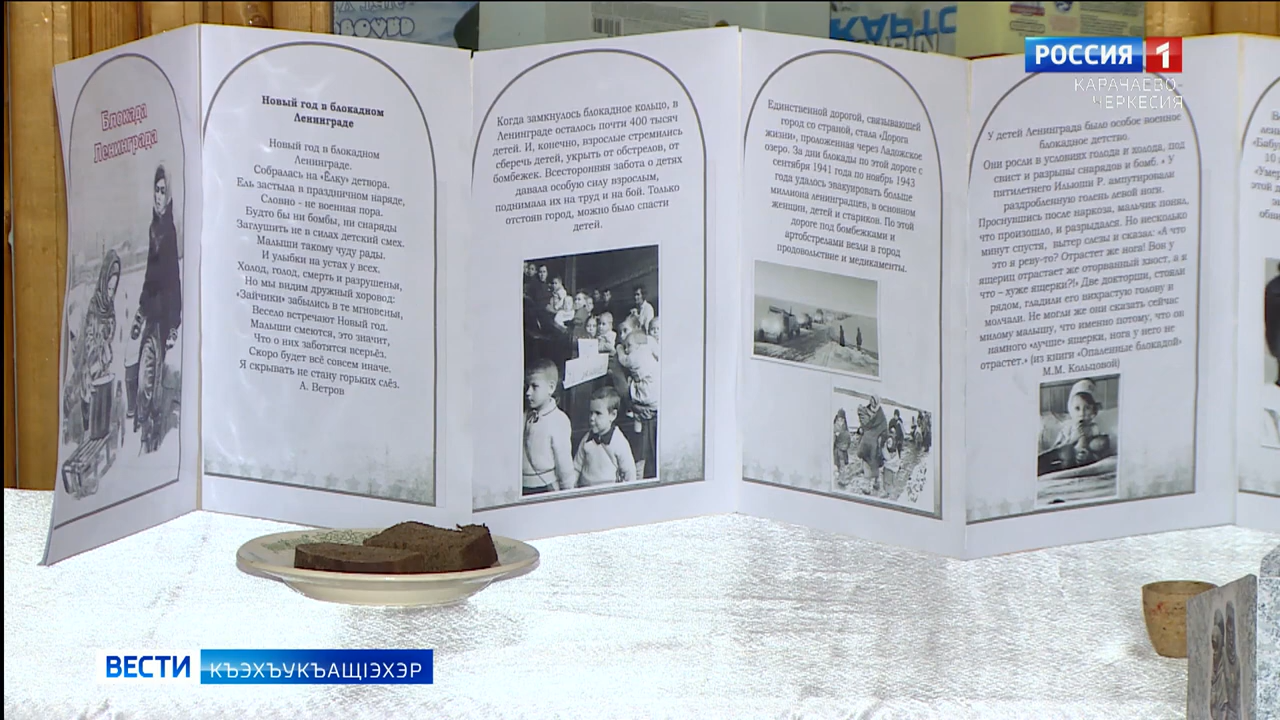 РОССИЯ 1
КАРАЧАЕВО-
ЧЕРКЕСИЯ
Блокада
Ленинграда
Новый год в блокадном
Ленинграде
Новый год в блокадном
Ленинграде.
Собралась на «Ёлку» детвора.
Ель застыла в праздничном наряде,
Словно - не военная пора.
Будто бы ни бомбы, ни снаряды
Заглушить не в силах детский смех.
Малыши такому чуду рады.
И улыбки на устах у всех.
Холод, голод, смерть и разрушенья,
Но мы видим дружный хоровод:
«Зайчики» забылись в те мгновенья,
Весело встречают Новый год.
Малыши смеются, это значит,
Что о них заботятся всерьёз.
Скоро будет всё совсем иначе.
Я скрывать не стану горьких слёз.
А. Ветров
Когда замкнулось блокадное кольцо, в
Ленинграде осталось почти 400 тысяч
детей. И, конечно, взрослые стремились
сберечь детей, укрыть от обстрелов, от
бомбежек. Всесторонняя забота о детях
давала особую силу взрослым,
поднимала их на труд и на бой. Только
отстояв город, можно было спасти
детей.
Единственной дорогой, связывающей
город со страной, стала «Дорога
жизни», проложенная через Ладожское
озеро. За дни блокады по этой дороге с
сентября 1941 года по ноябрь 1943
года удалось эвакуировать больше
миллиона ленинградцев, в основном
женщин, детей и стариков. По этой
дороге под бомбежками и
артобстрелами везли в город
продовольствие и медикаменты.
У детей Ленинграда было особое военное
блокадное детство.
Они росли в условиях голода и холода, под
свист и разрывы снарядов и бомб. « У
пятилетнего Ильюши Р. ампутировали
раздробленную голень левой ноги.
Проснувшись после наркоза, мальчик понял,
что произошло, и разрыдался. Но несколько
минут спустя, вытер слезы и сказал: «А что
это я реву-то? Отрастет же нога! Вон у
ящериц отрастает же оторванный хвост, а я
что – хуже ящерки?!» Две докторши, стояли
рядом, гладили его вихрастую голову и
молчали. Не могли же они сказать сейчас
милому малышу, что именно потому, что он
намного «лучше» ящерки, нога у него не
отрастет.» (из книги «Опаленные блокадой»
М.М. Кольцовой)
ВЕСТИ КЪЭХЪУКЪАЩIЭХЭР